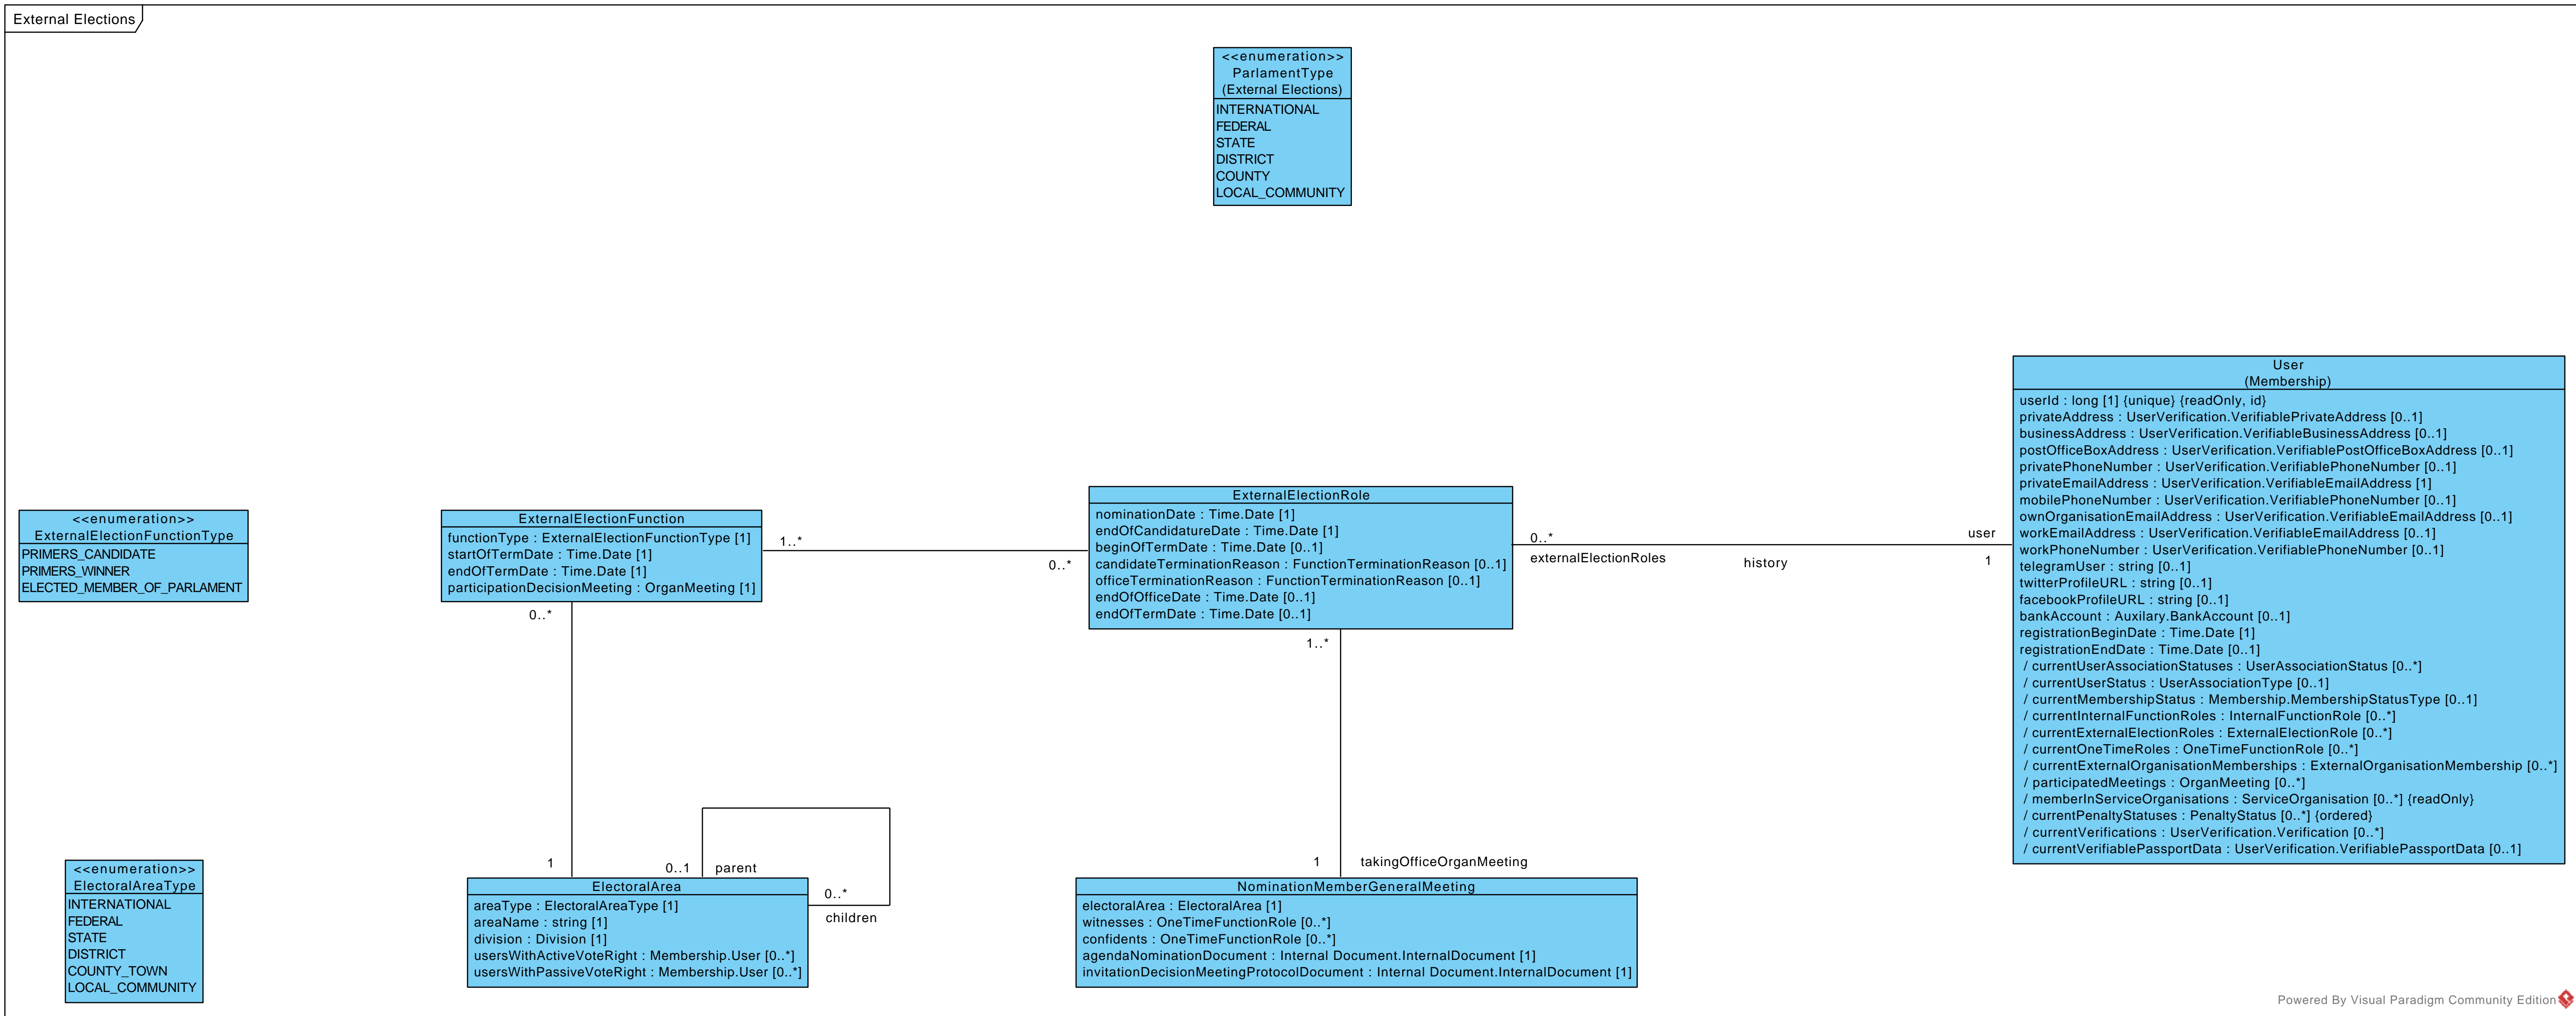 External Elections
<<enumeration>>
ParlamentType
(External Elections)
INTERNATIONAL
FEDERAL
STATE
DISTRICT
COUNTY
LOCAL_COMMUNITY
<<enumeration>>
ExternalElectionFunctionType
PRIMERS_CANDIDATE
PRIMERS_WINNER
ELECTED_MEMBER_OF_PARLAMENT
ExternalElectionFunction
functionType : ExternalElectionFunctionType [1]
startOfTermDate : Time.Date [1]
endOfTermDate : Time.Date [1]
participationDecisionMeeting : OrganMeeting [1]
1..*
0..*
0..*
1
ExternalElectionRole
nominationDate : Time.Date [1]
endOfCandidatureDate : Time.Date [1]
beginOfTermDate : Time.Date [0..1]
candidateTerminationReason : FunctionTerminationReason [0..1]
officeTerminationReason : FunctionTerminationReason [0..1]
endOfOfficeDate : Time.Date [0..1]
endOfTermDate : Time.Date [0..1]
0..*
externalElectionRoles
history
user
1
1..*
1
takingOfficeOrganMeeting
User
(Membership)
userId : long [1] {unique} {readOnly, id}
privateAddress : UserVerification.VerifiablePrivateAddress [0..1]
businessAddress : UserVerification.VerifiableBusinessAddress [0..1]
postOfficeBoxAddress : UserVerification.VerifiablePostOfficeBoxAddress [0..1]
privatePhoneNumber : UserVerification.VerifiablePhoneNumber [0..1]
privateEmailAddress : UserVerification.VerifiableEmailAddress [1]
mobilePhoneNumber : UserVerification.VerifiablePhoneNumber [0..1]
ownOrganisationEmailAddress : UserVerification.VerifiableEmailAddress [0..1]
workEmailAddress : UserVerification.VerifiableEmailAddress [0..1]
workPhoneNumber : UserVerification.VerifiablePhoneNumber [0..1]
telegramUser : string [0..1]
twitterProfileURL : string [0..1]
facebookProfileURL : string [0..1]
bankAccount : Auxilary.BankAccount [0..1]
registrationBeginDate : Time.Date [1]
registrationEndDate : Time.Date [0..1]
/ currentUserAssociationStatuses : UserAssociationStatus [0..*]
/ currentUserStatus : UserAssociationType [0..1]
/ currentMembershipStatus : Membership.MembershipStatusType [0..1]
/ currentInternalFunctionRoles : InternalFunctionRole [0..*]
/ currentExternalElectionRoles : ExternalElectionRole [0..*]
/ currentOneTimeRoles : OneTimeFunctionRole [0..*]
/ currentExternalOrganisationMemberships : ExternalOrganisationMembership [0..*]
/ participatedMeetings : OrganMeeting [0..*]
/ memberInServiceOrganisations : ServiceOrganisation [0..*] {readOnly}
/ currentPenaltyStatuses : PenaltyStatus [0..*] {ordered}
/ currentVerifications : UserVerification.Verification [0..*]
/ currentVerifiablePassportData : UserVerification.VerifiablePassportData [0..1]
<<enumeration>>
ElectoralAreaType
INTERNATIONAL
FEDERAL
STATE
DISTRICT
COUNTY_TOWN
LOCAL_COMMUNITY
0..1
parent
ElectoralArea
areaType : ElectoralAreaType [1]
areaName : string [1]
division : Division [1]
usersWithActiveVoteRight : Membership.User [0..*]
usersWithPassiveVoteRight : Membership.User [0..*]
0..*
children
NominationMemberGeneralMeeting
electoralArea : ElectoralArea [1]
witnesses : OneTimeFunctionRole [0..*]
confidents : OneTimeFunctionRole [0..*]
agendaNominationDocument : Internal Document.InternalDocument [1]
invitationDecisionMeetingProtocolDocument : Internal Document.InternalDocument [1]
Powered By Visual Paradigm Community Edition